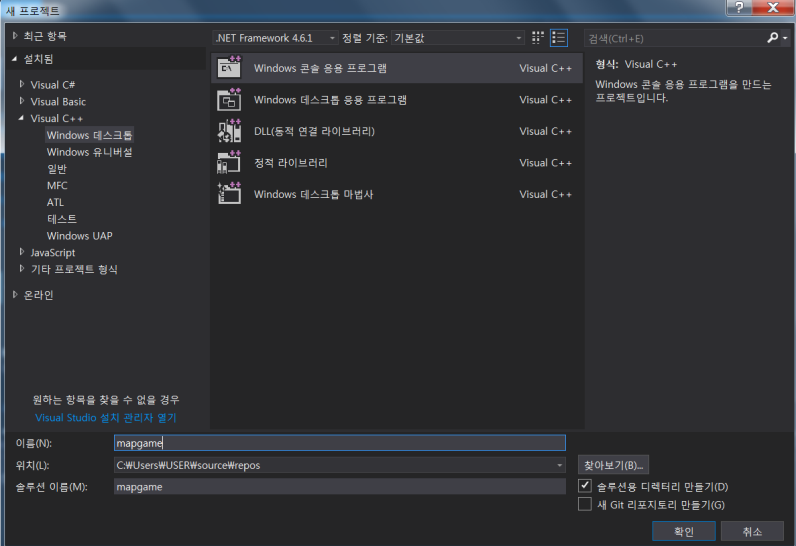 새 프로젝트
최근 항목
설치됨
Visual C#
Visual Basic
Visual C++
Windows 데스크톱
Windows 유니버설
일반
MFC
ATL
테스트
Windows UAP
JavaScript
기타 프로젝트 형식
온라인
원하는 항목을 찾을 수 없을 경우
Visual Studio 설치 관리자 열기
.NET Framework 4.6.1 정렬 기준: 기본값
Windows 콘솔 응용 프로그램 Visual C++
Windows 데스크톱 응용 프로그램 Visual C++
DLL(동적 연결 라이브러리) Visual C++
정적 라이브러리 Visual C++
Windows 데스크톱 마법사 Visual C++
검색(Ctrl+E)
형식: Visual C++
Windows 콘솔 응용 프로그램을 만드는
프로젝트입니다.
이름(N): mapgame
위치(L): C:₩Users₩USER₩source₩repos 찾아보기(B)...
솔루션 이름(M): mapgame
솔루션용 디렉터리 만들기(D)
새 Git 리포지토리 만들기(G)
확인 취소